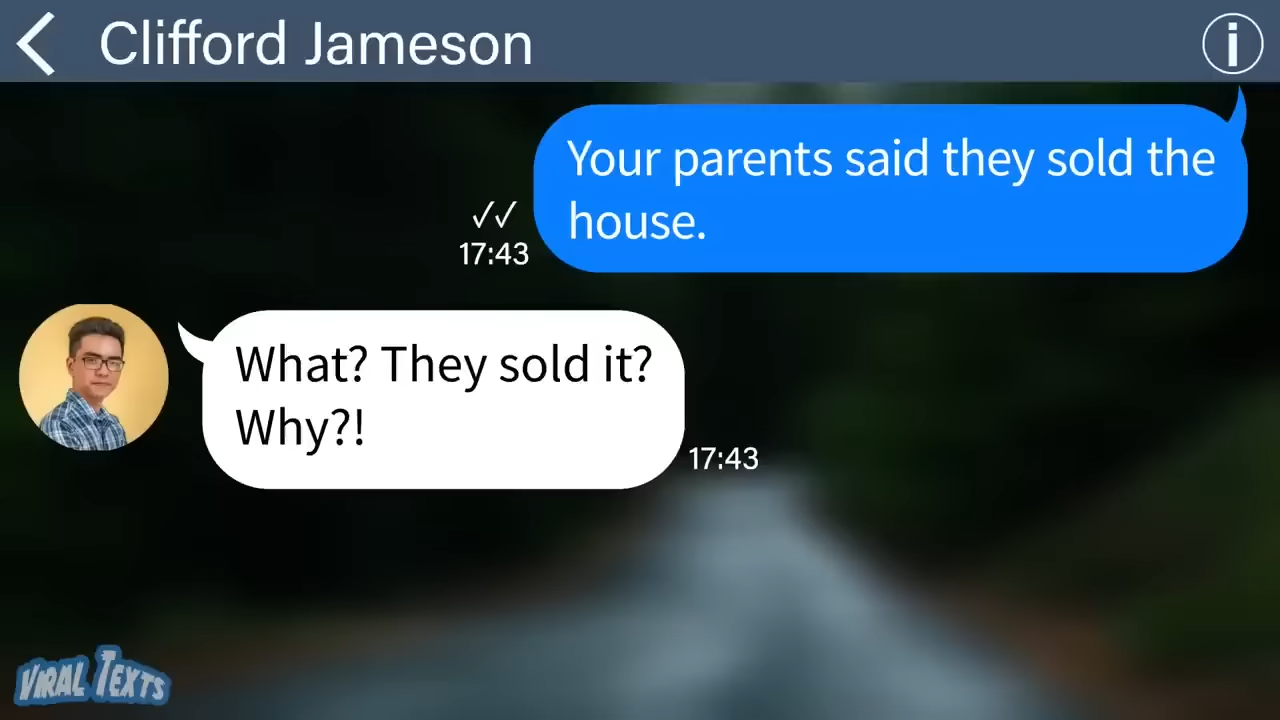 Clifford Jameson
i
Your parents said they sold the
house.
✓✓
17:43
What? They sold it?
Why?!
17:43
VIRAL TEXTS